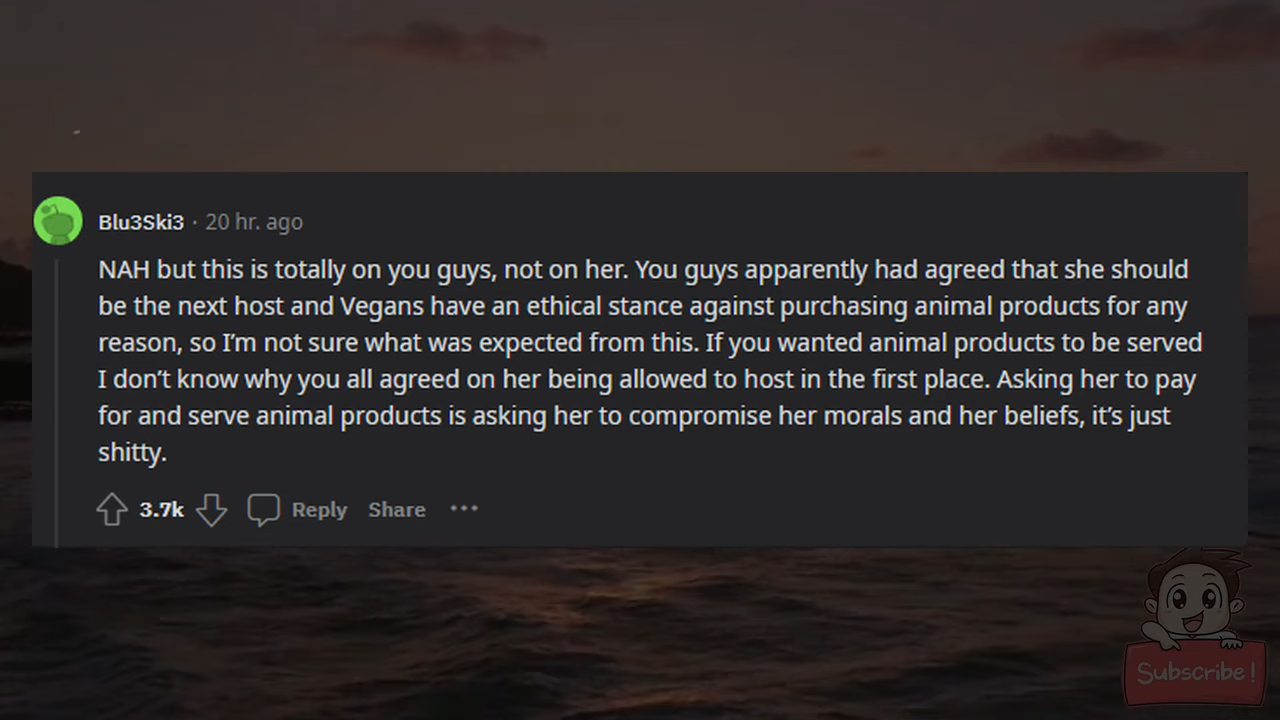 Blu3Ski3 · 20 hr. ago
NAH but this is totally on you guys, not on her. You guys apparently had agreed that she should
be the next host and Vegans have an ethical stance against purchasing animal products for any
reason, so I’m not sure what was expected from this. If you wanted animal products to be served
I don’t know why you all agreed on her being allowed to host in the first place. Asking her to pay
for and serve animal products is asking her to compromise her morals and her beliefs, it’s just
shitty.
3.7k Reply Share ···
Subscribe!